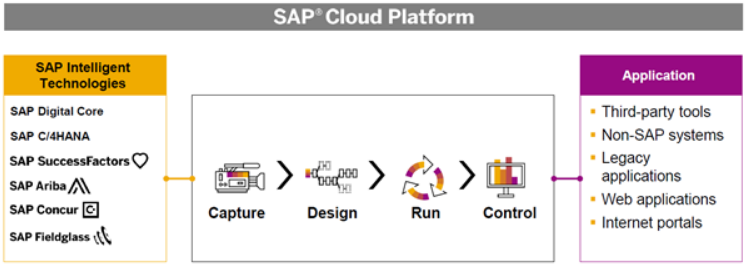 SAP® Cloud Platform
SAP Intelligent
Technologies
SAP Digital Core
SAP C/4HANA
SAP SuccessFactors
SAP Ariba
SAP Concur C
SAP Fieldglass
Capture
Design
Run
Control
Application
Third-party tools
Non-SAP systems
Legacy
applications
Web applications
Internet portals